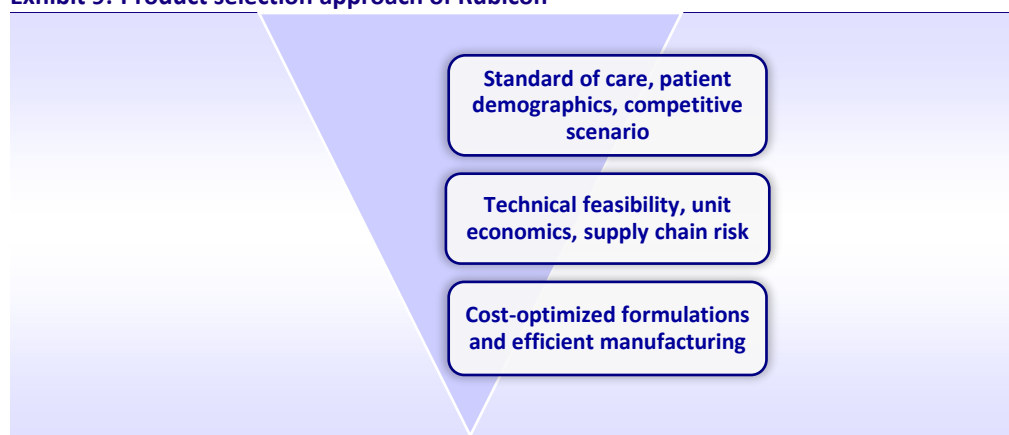 Exhibit 9: Product selection approach of Rubicon
Standard of care, patient
demographics, competitive
scenario
Technical feasibility, unit
economics, supply chain risk
Cost-optimized formulations
and efficient manufacturing